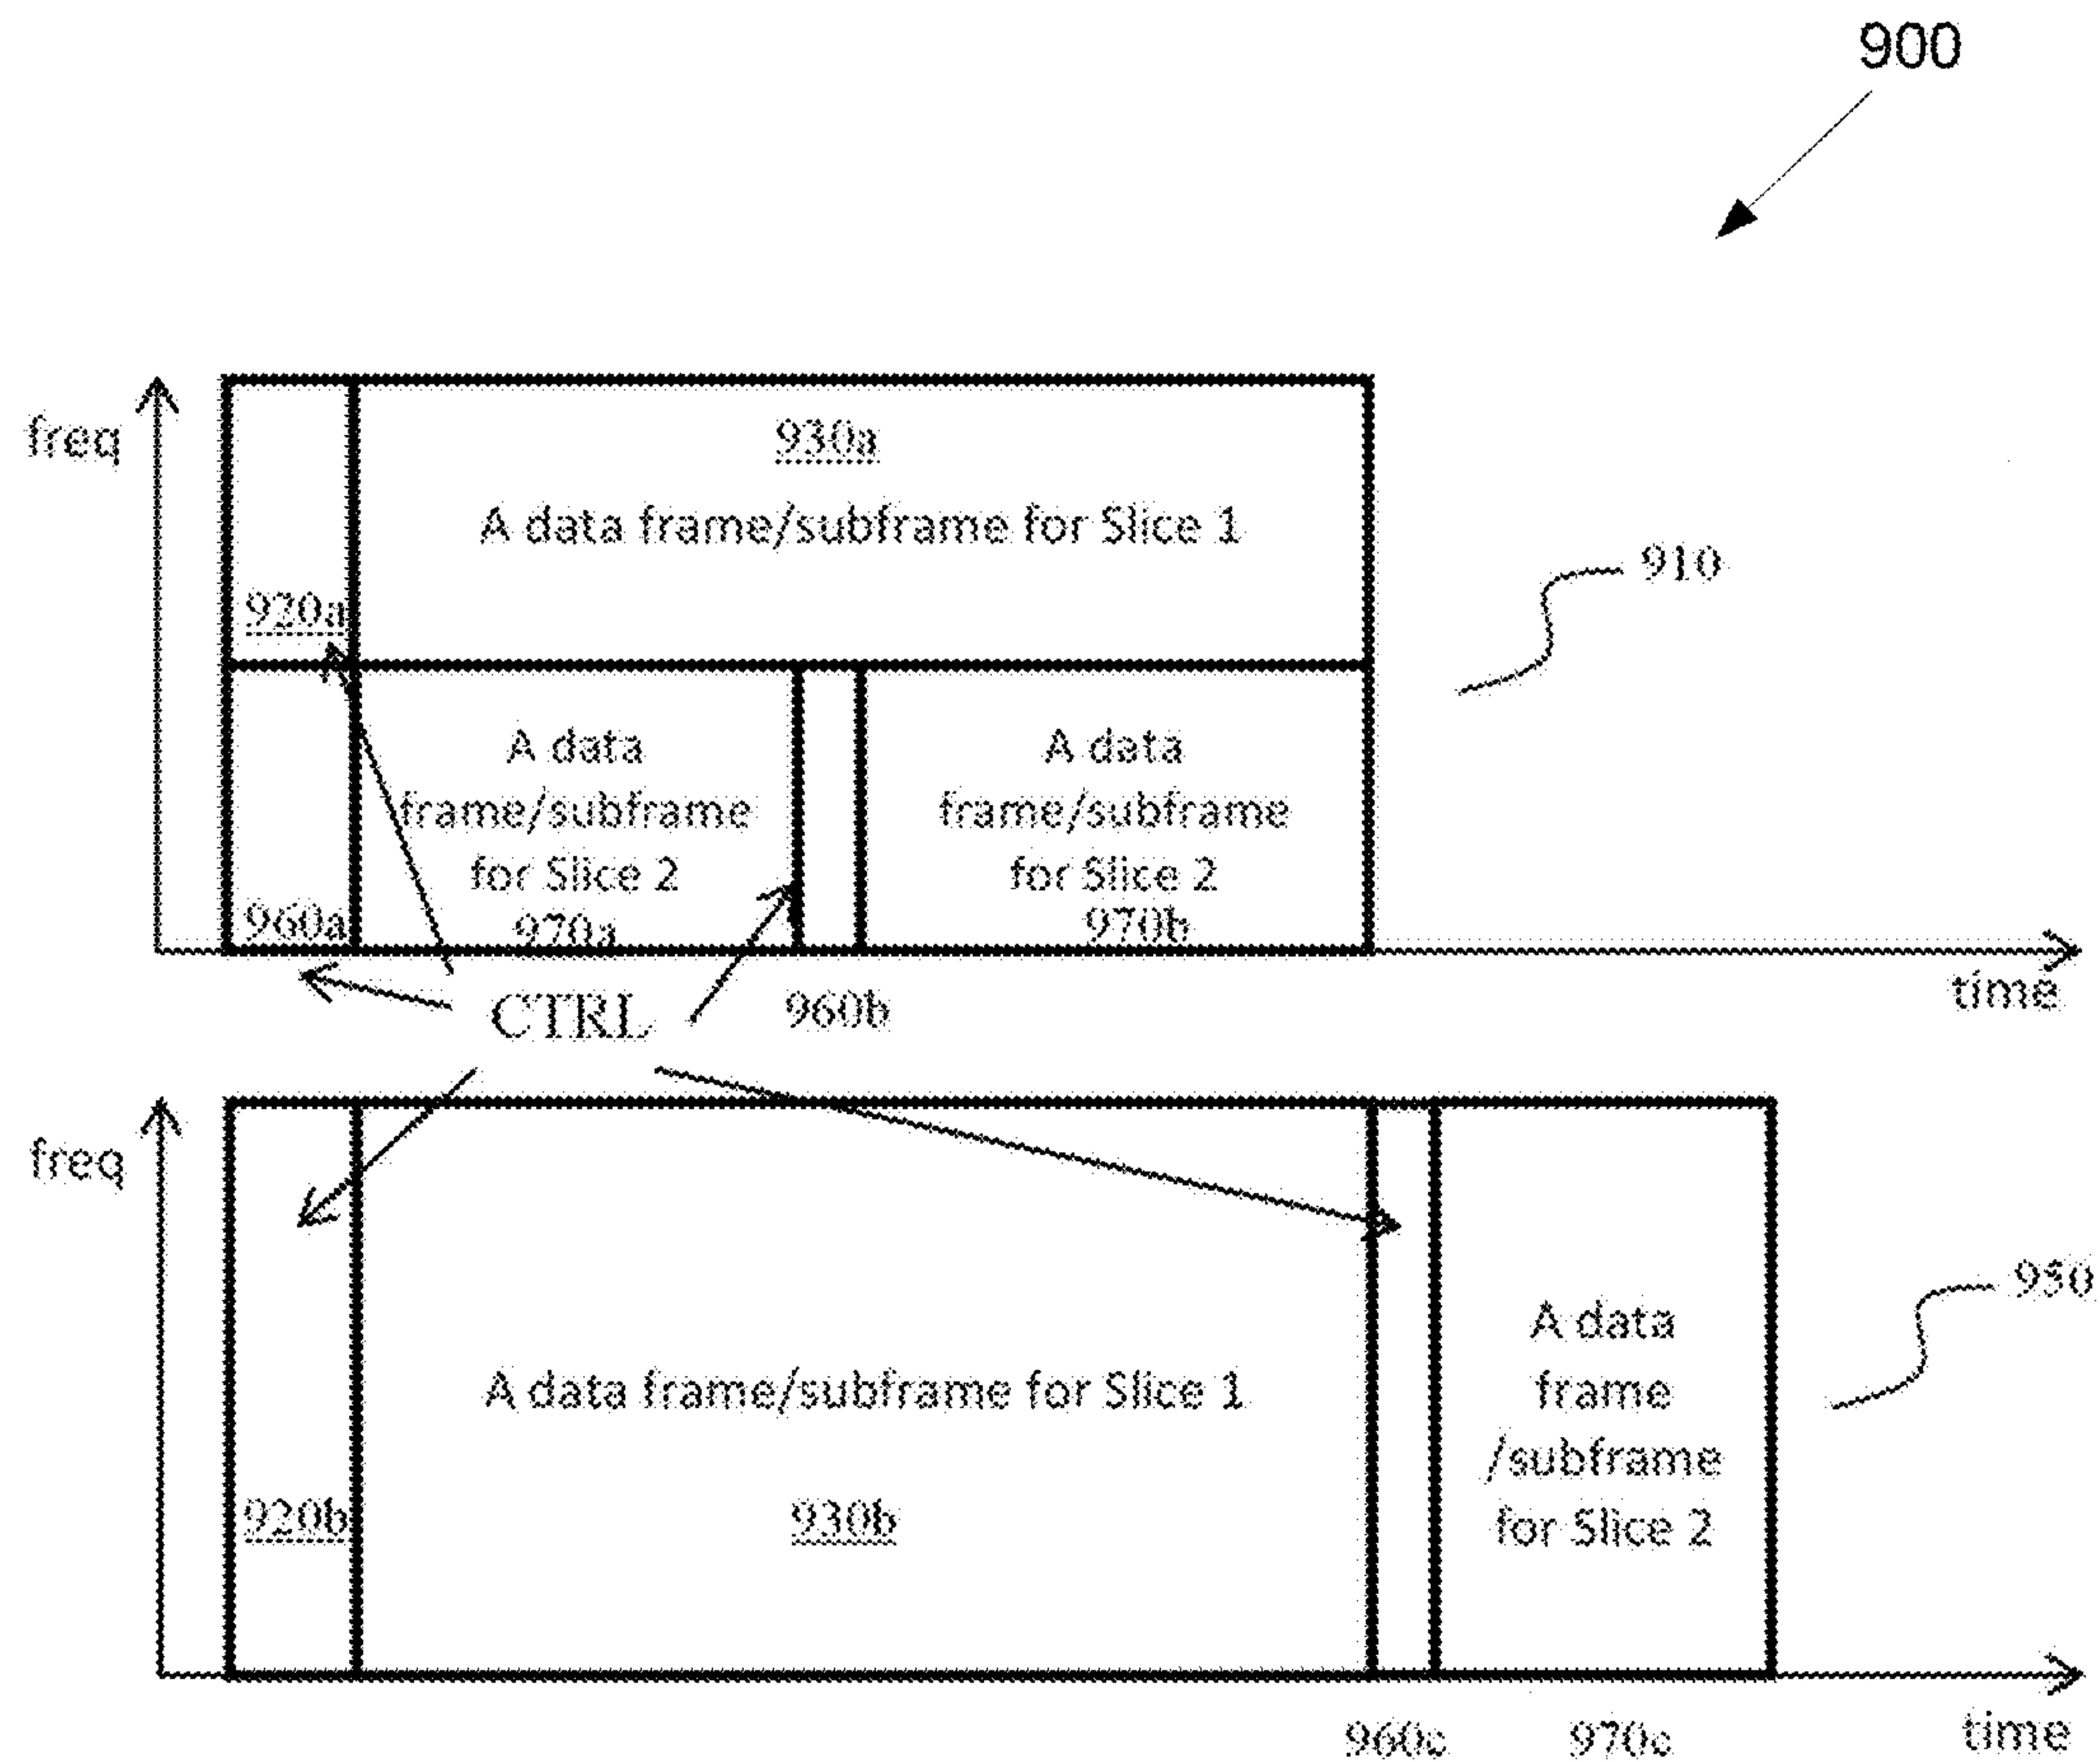 900
freq
930a
A data frame/subframe for Slice 1
910
920a
A data
frame/subframe
for Slice 2
970a
A data
frame/subframe
for Slice 2
970b
960a
time
CTRL
960b
freq
950
A data frame/subframe for Slice 1
A data
frame
/subframe
for Slice 2
920b
930b
960c
970c
time